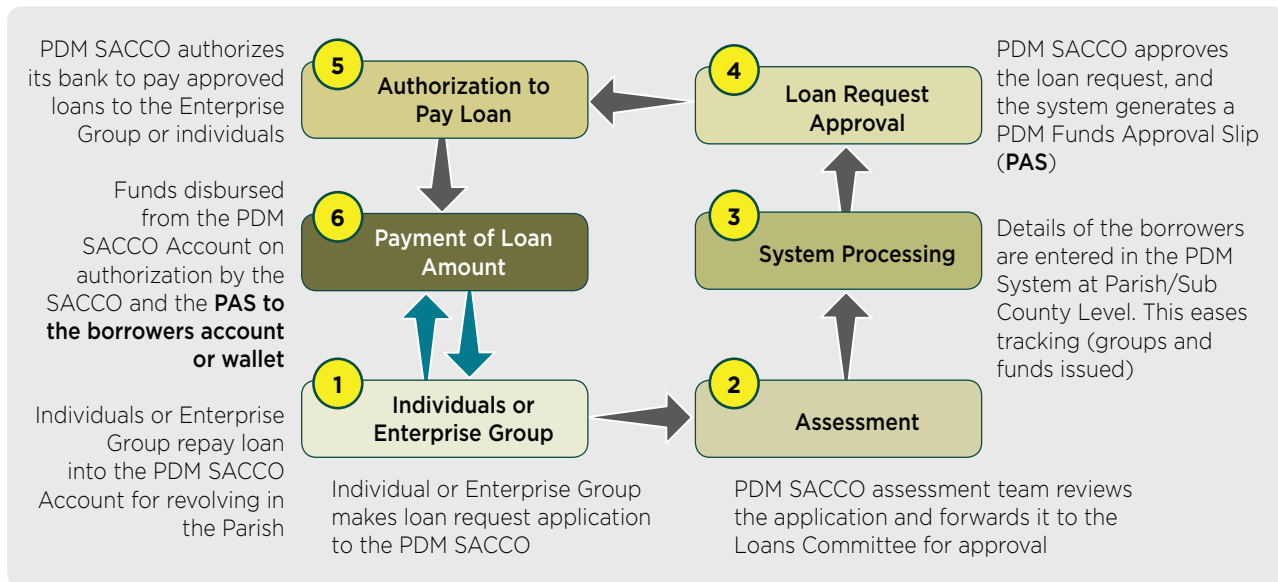 PDM SACCO authorizes
its bank to pay approved
loans to the Enterprise
Group or individuals
5
Authorization to
Pay Loan
4
Loan Request
Approval
PDM SACCO approves
the loan request, and
the system generates a
PDM Funds Approval Slip
(PAS)
Funds disbursed
from the PDM
SACCO Account on
authorization by the
SACCO and the PAS to
the borrowers account
or wallet
6
Payment of Loan
Amount
3
System Processing
Details of the borrowers
are entered in the PDM
System at Parish/Sub
County Level. This eases
tracking (groups and
funds issued)
Individuals or Enterprise
Group repay loan
into the PDM SACCO
Account for revolving in
the Parish
1
Individuals or
Enterprise Group
2
Assessment
Individual or Enterprise Group
makes loan request application
to the PDM SACCO
PDM SACCO assessment team reviews
the application and forwards it to the
Loans Committee for approval